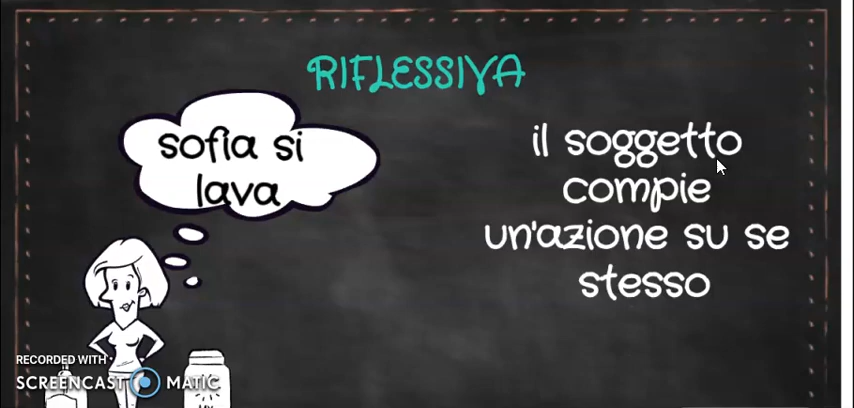 RIFLESSIVA
sofia si
lava
il soggetto
compie
un'azione su se
stesso
RECORDED WITH
SCREENCAST MATIC